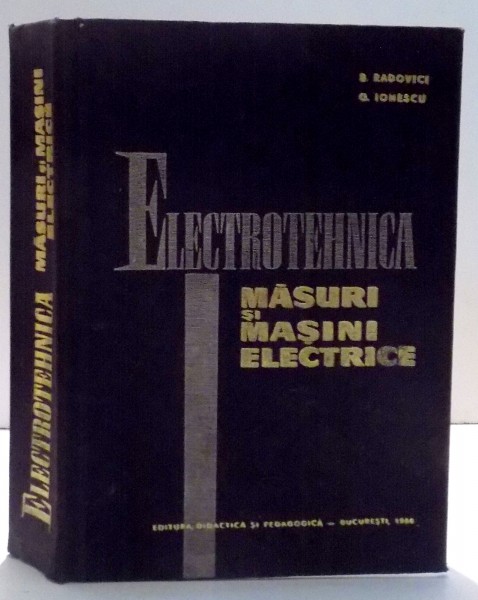 B. RADOVICI
G. IONESCU
ELECTROTEHNICA
MĂSURI
ȘI
MAȘINI
ELECTRICE
EDITURA DIDACTICĂ ȘI PEDAGOGICĂ — BUCUREȘTI, 1966
ELECTROTEHNICA
MĂSURI ȘI MAȘINI
ELECTRICE